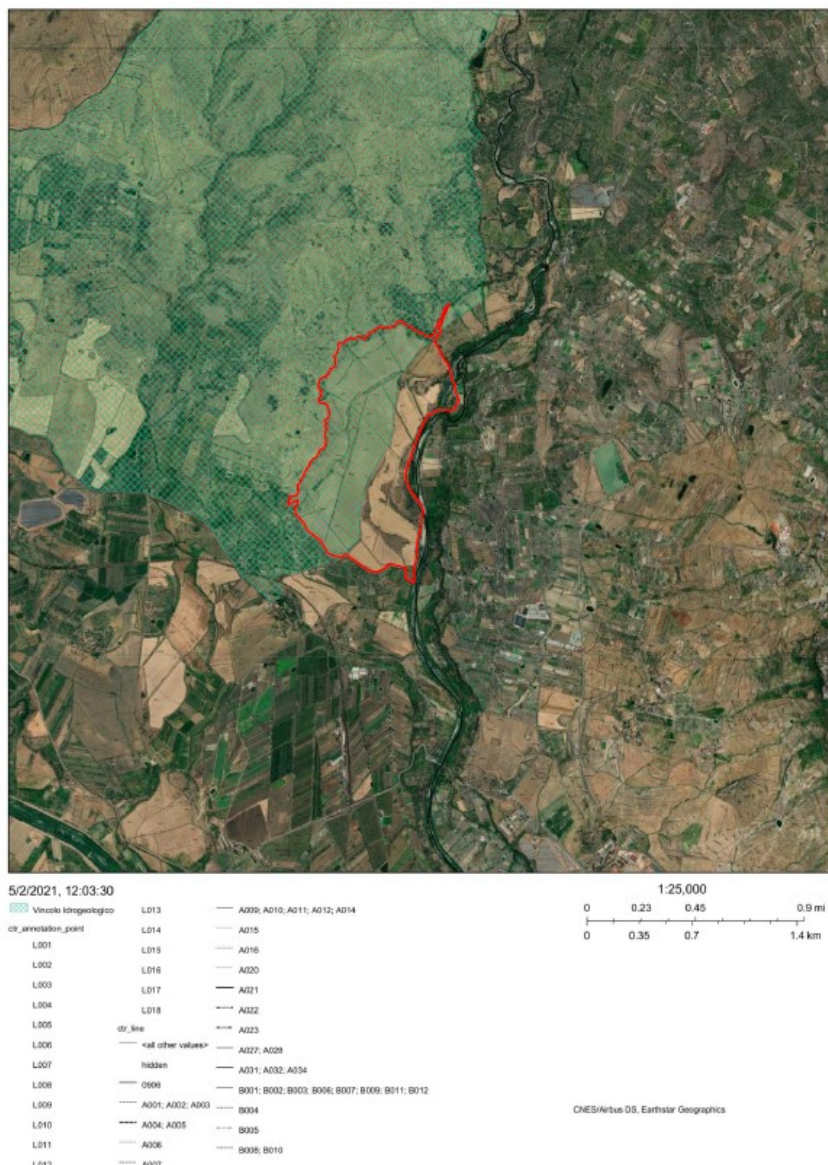 5/2/2021, 12:03:30
Vincolo Idrogeologico
ctr_annotation_point
L001
L002
L003
L004
L005
L006
L007
L008
L009
L010
L011
L012
L013
L014
L015
L016
L017
L018
ctr_line
<all other values>
hidden
0906
A001; A002; A003
A004; A005
A006
A007
A009; A010; A011; A012; A014
A015
A016
A020
A021
A022
A023
A027; A028
A031; A032; A034
B001; B002; B003; B006; B007; B009; B011; B012
B004
B005
B008; B010
1:25,000
0 0.23 0.45 0.9 mi
0 0.35 0.7 1.4 km
CNES/Airbus DS, Earthstar Geographics